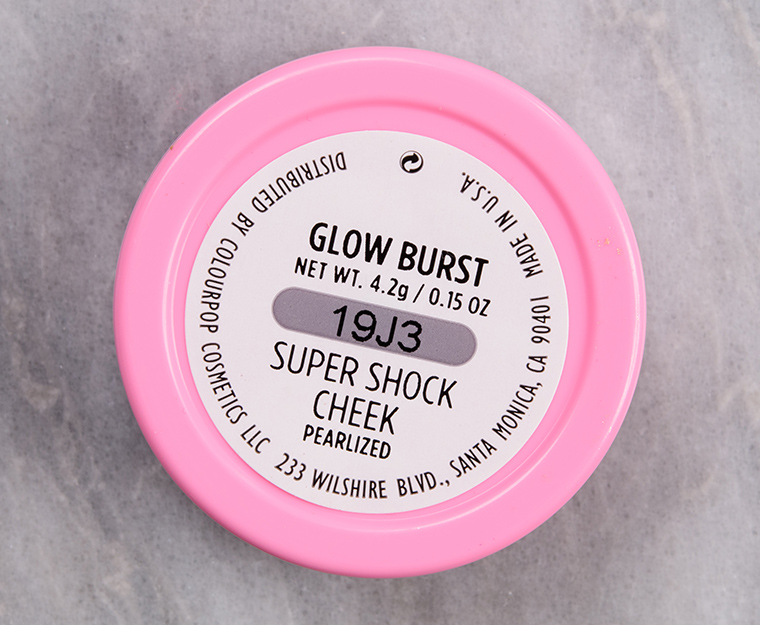 GLOW BURST
NET WT. 4.2g / 0.15 OZ
19J3
SUPER SHOCK
CHEEK
PEARLIZED
DISTRIBUTED BY COLOURPOP COSMETICS LLC 233 WILSHIRE BLVD., SANTA MONICA, CA 90401 MADE IN U.S.A.